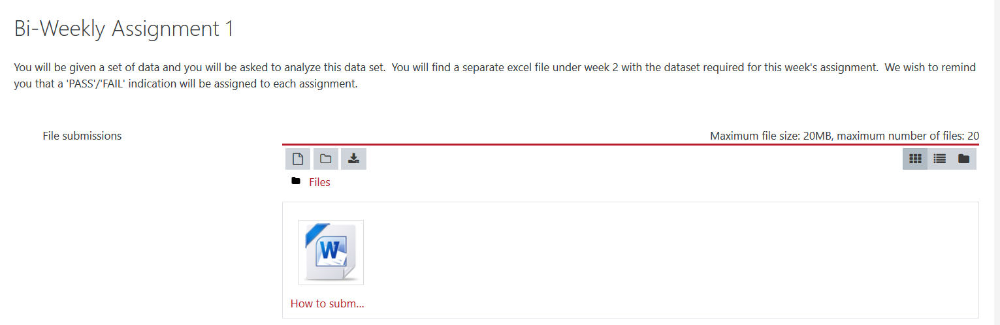 Bi-Weekly Assignment 1
You will be given a set of data and you will be asked to analyze this data set.  You will find a separate excel file under week 2 with the dataset required for this week's assignment.  We wish to remind
you that a 'PASS'/'FAIL' indication will be assigned to each assignment.
File submissions
Maximum file size: 20MB, maximum number of files: 20
Files
W
How to subm...